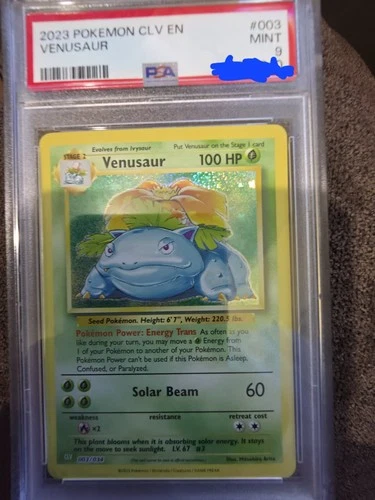 2023 POKEMON CLV EN #003
VENUSAUR MINT
9
PSA
STAGE 2 Evolves from Ivysaur Put Venusaur on the Stage 1 card
Venusaur 100 HP
Seed Pokémon. Height: 6'7", Weight: 220.5 lbs.
Pokémon Power: Energy Trans As often as you
like during your turn, you may move a Energy from
1 of your Pokémon to another of your Pokémon. This
Pokémon Power can't be used if this Pokémon is Asleep,
Confused, or Paralyzed.
Solar Beam 60
weakness resistance retreat cost
×2
This plant blooms when it is absorbing solar energy. It stays
on the move to seek sunlight. LV. 67 #3
003/034 Illus. Mitsuhiro Arita